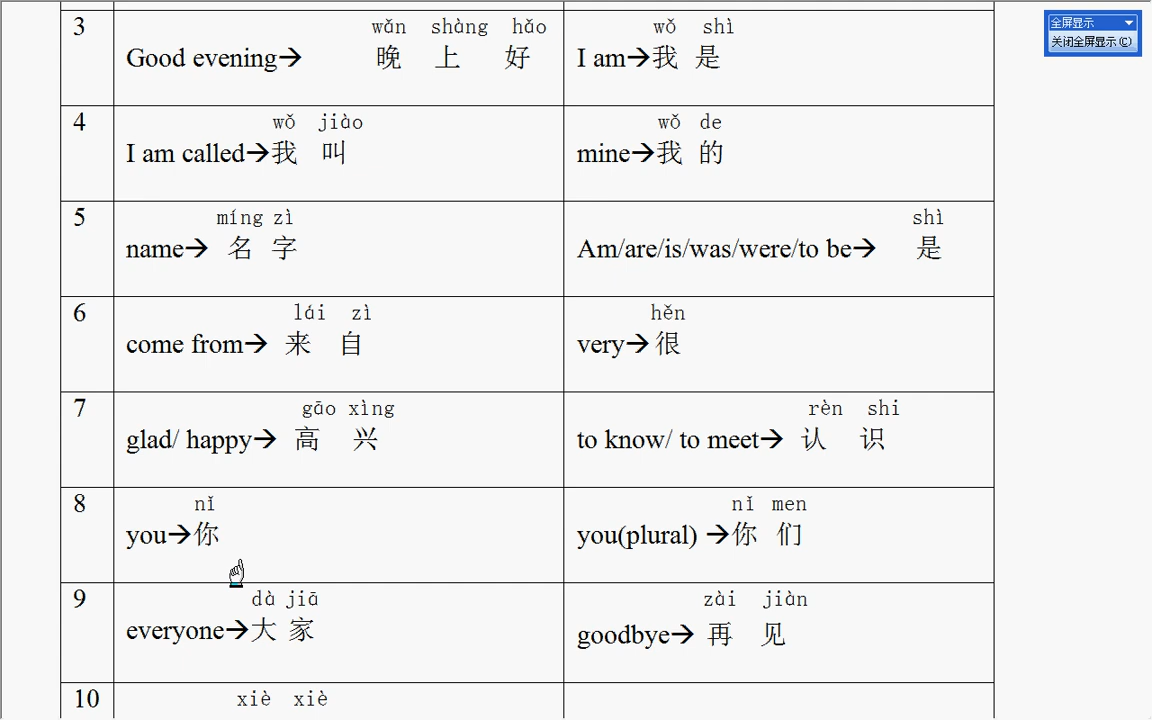 3
wǎn shàng hǎo
Good evening→ 晚 上 好
wǒ shì
I am→我 是
4
wǒ jiào
I am called→我 叫
wǒ de
mine→我 的
5
míng zì
name→ 名 字
shì
Am/are/is/was/were/to be→ 是
6
lái zì
come from→ 来 自
hěn
very→很
7
gāo xìng
glad/ happy→ 高 兴
rèn shi
to know/ to meet→ 认 识
8
nǐ
you→你
nǐ men
you(plural) →你 们
9
dà jiā
everyone→大 家
zài jiàn
goodbye→ 再 见
10
xiè xiè
全屏显示
关闭全屏显示(C)